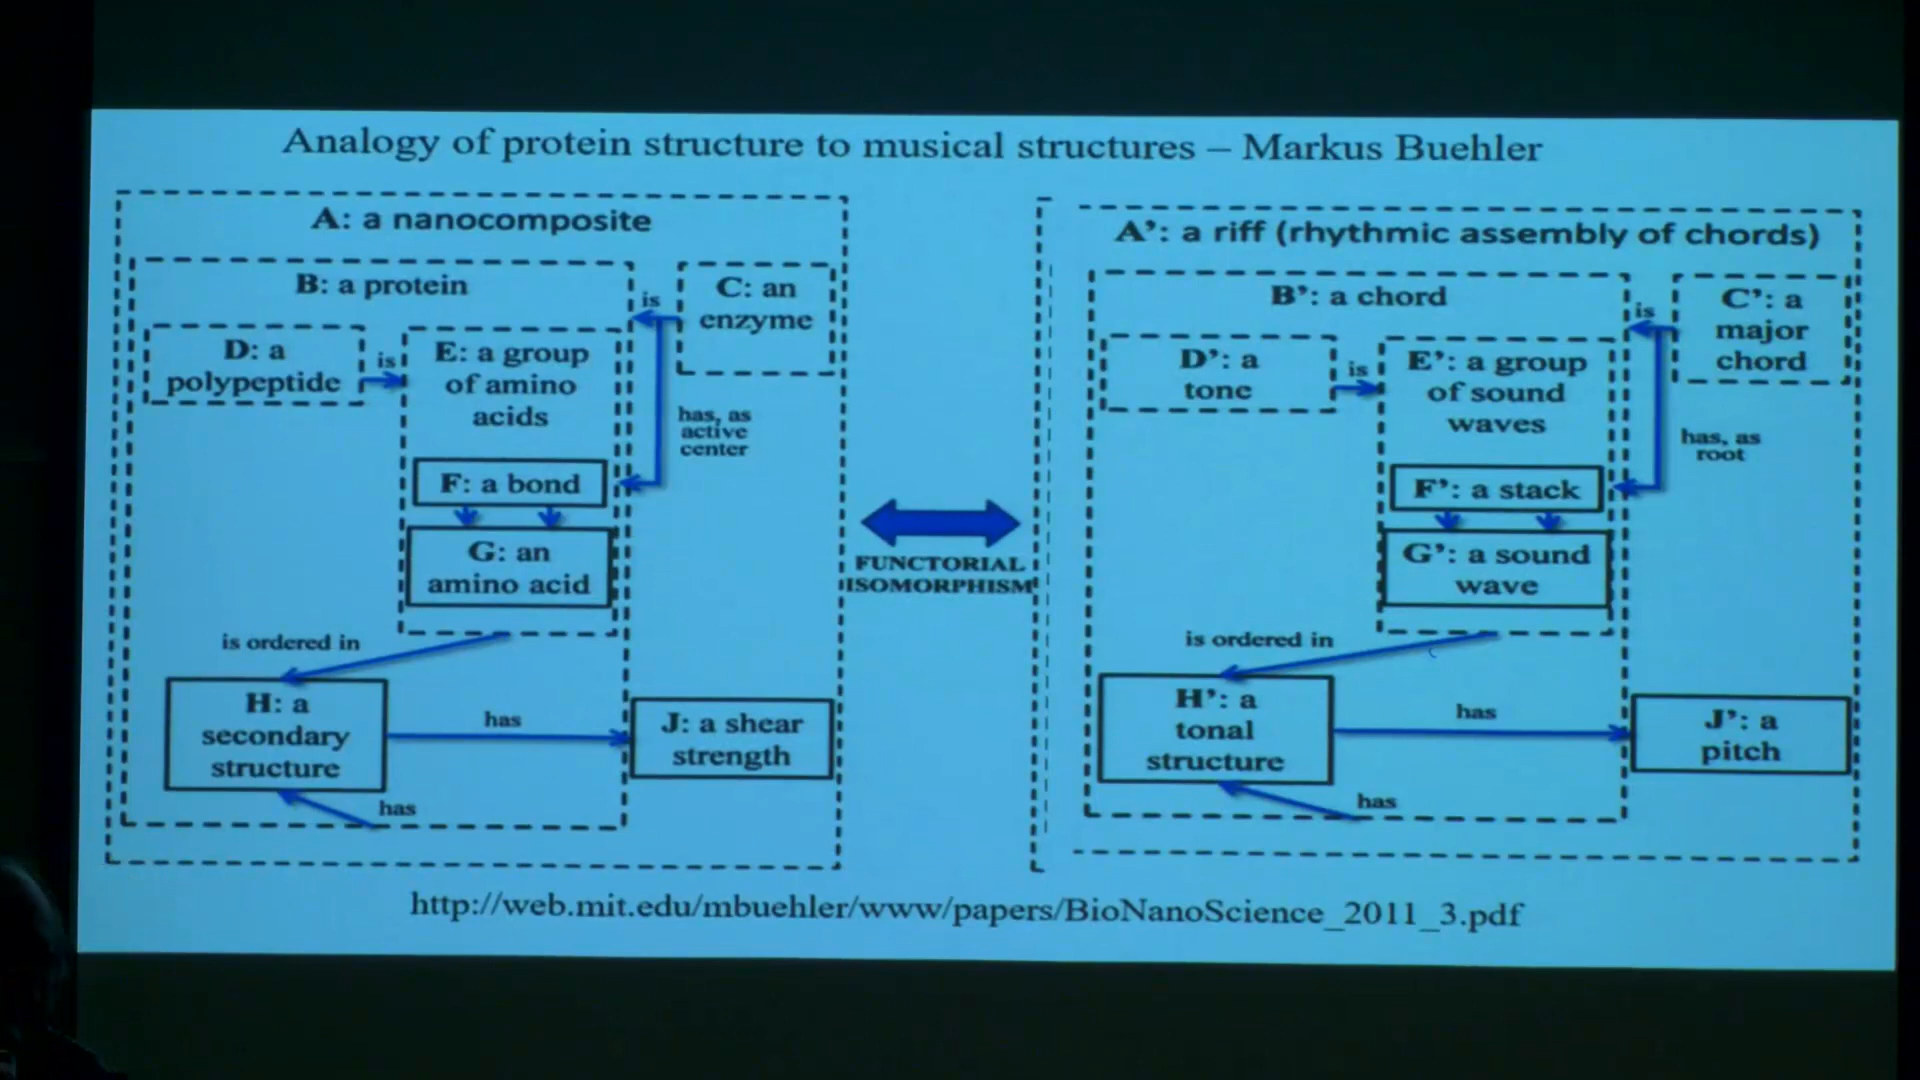 Analogy of protein structure to musical structures – Markus Buehler
A: a nanocomposite
B: a protein
is
C: an
enzyme
D: a
polypeptide
is
E: a group
of amino
acids
has, as
active
center
F: a bond
G: an
amino acid
is ordered in
H: a
secondary
structure
has
J: a shear
strength
has
FUNCTORIAL
ISOMORPHISM
A': a riff (rhythmic assembly of chords)
B': a chord
is
C': a
major
chord
D': a
tone
is
E': a group
of sound
waves
has, as
root
F': a stack
G': a sound
wave
is ordered in
H': a
tonal
structure
has
J': a
pitch
has
http://web.mit.edu/mbuehler/www/papers/BioNanoScience_2011_3.pdf